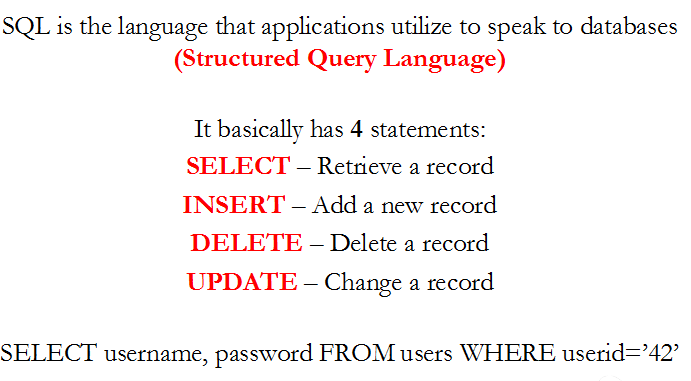 SQL is the language that applications utilize to speak to databases
(Structured Query Language)
It basically has 4 statements:
SELECT – Retrieve a record
INSERT – Add a new record
DELETE – Delete a record
UPDATE – Change a record
SELECT username, password FROM users WHERE userid=’42’